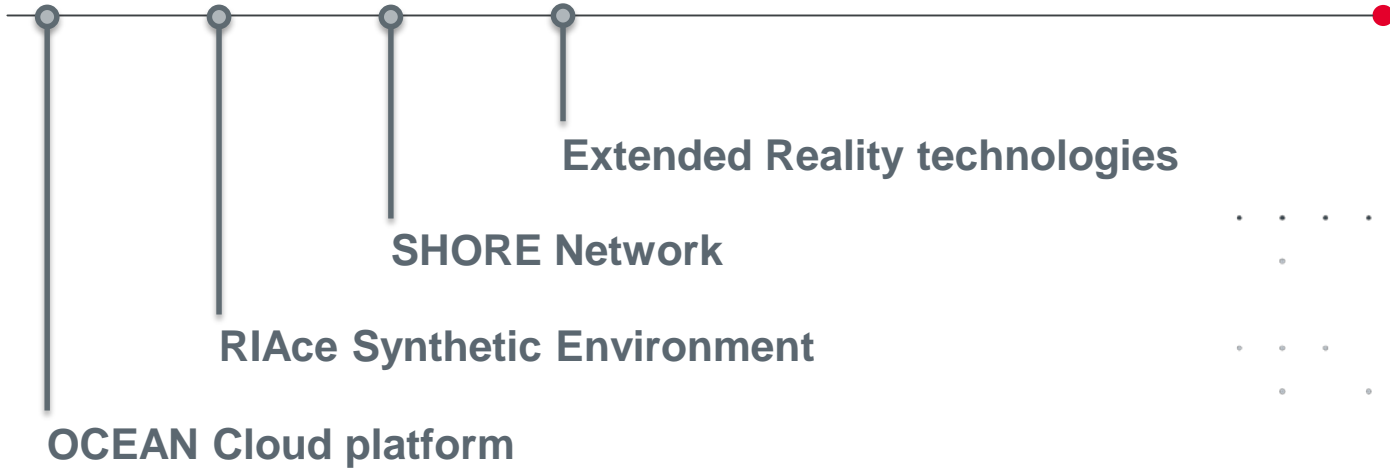 Extended Reality technologies
SHORE Network
RIAce Synthetic Environment
OCEAN Cloud platform